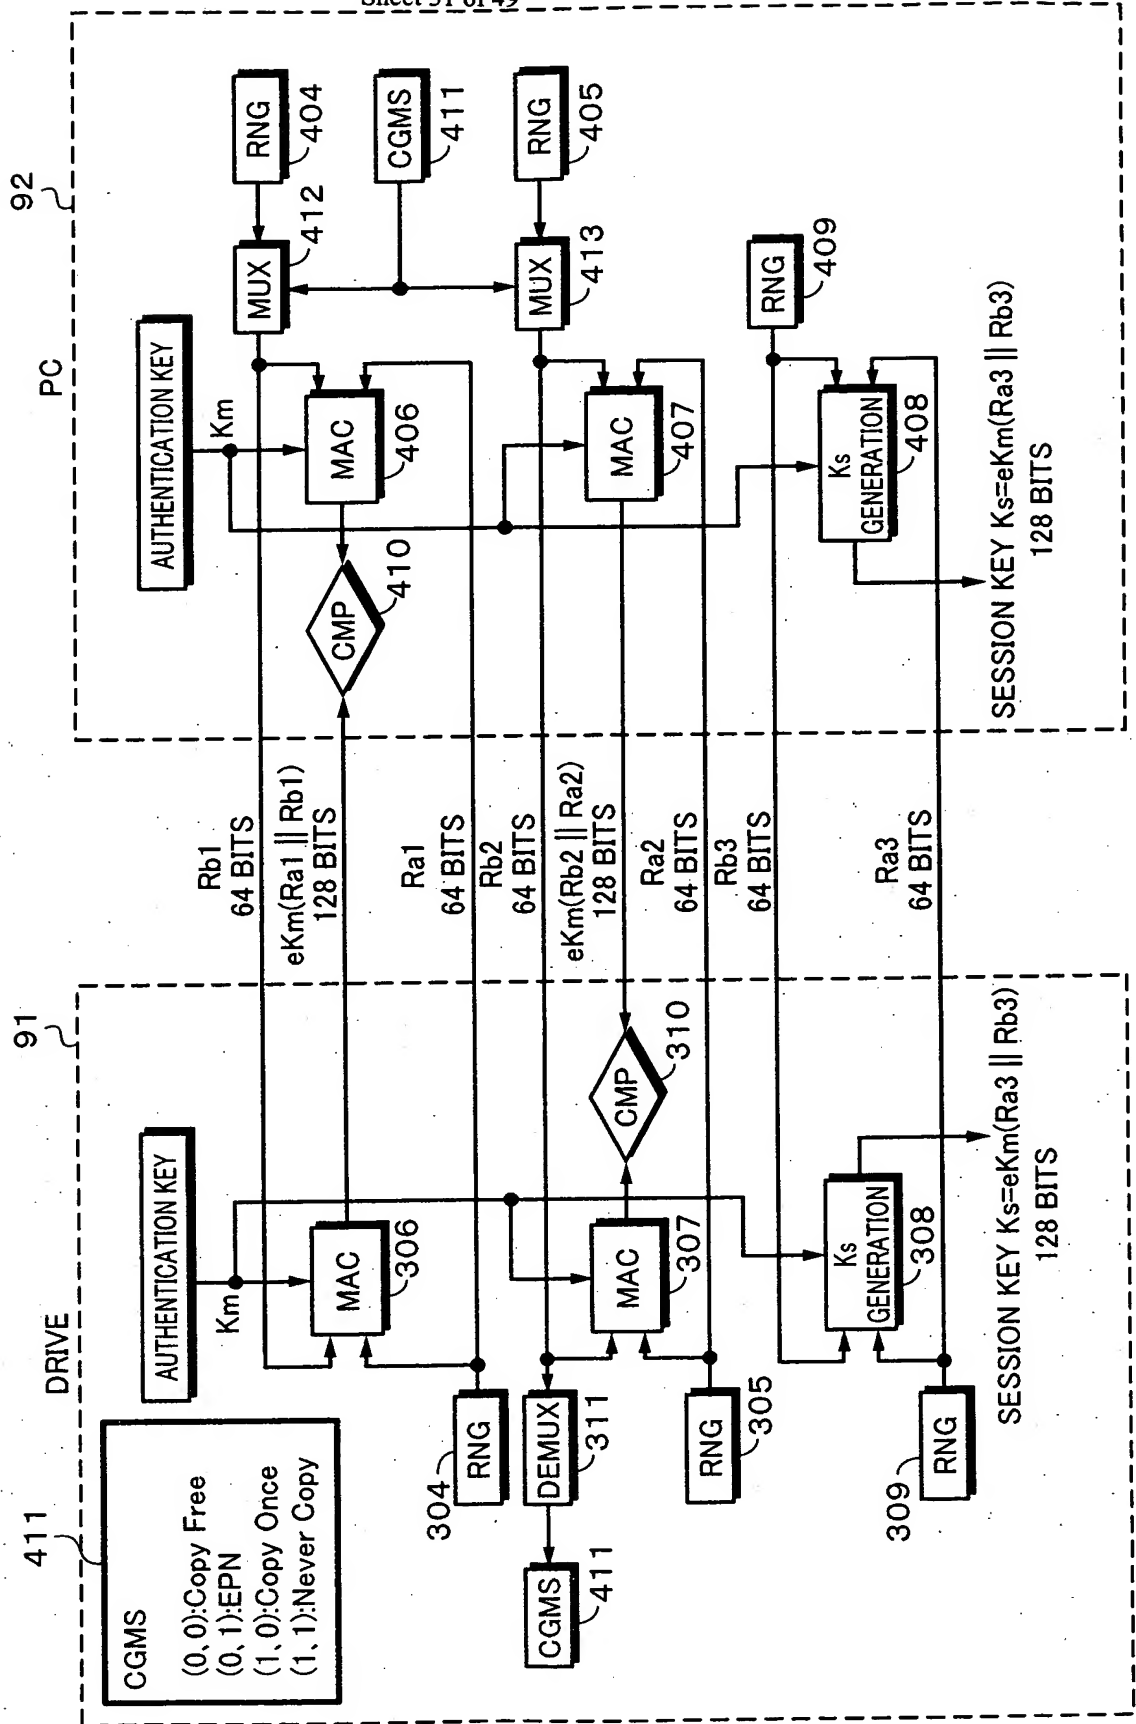 Sheet 31 of 49
411
CGMS
(0, 0):Copy Free
(0, 1):EPN
(1, 0):Copy Once
(1, 1):Never Copy
DRIVE
91
AUTHENTICATION KEY
Km
MAC
306
304
RNG
CGMS
411
DEMUX
311
MAC
307
CMP
310
RNG
305
309
RNG
Ks
GENERATION
308
SESSION KEY Ks=eKm(Ra3 || Rb3)
128 BITS
Rb1
64 BITS
eKm(Ra1 || Rb1)
128 BITS
Ra1
64 BITS
Rb2
64 BITS
eKm(Rb2 || Ra2)
128 BITS
Ra2
64 BITS
Rb3
64 BITS
Ra3
64 BITS
PC
92
AUTHENTICATION KEY
Km
MUX
412
RNG
404
MAC
406
CMP
410
CGMS
411
MUX
413
RNG
405
MAC
407
RNG
409
Ks
GENERATION
408
SESSION KEY Ks=eKm(Ra3 || Rb3)
128 BITS